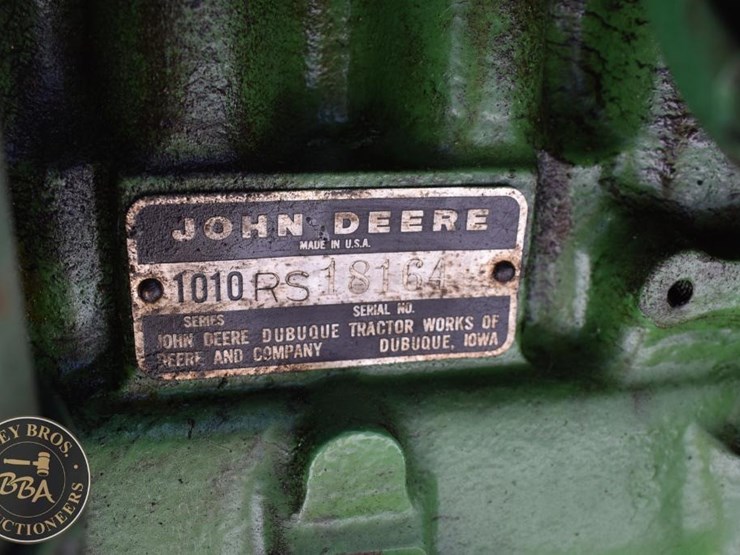 JOHN DEERE
MADE IN U.S.A.
1010 RS 18164
SERIES SERIAL NO.
JOHN DEERE DUBUQUE TRACTOR WORKS OF
DEERE AND COMPANY DUBUQUE, IOWA
BROS.
BBA